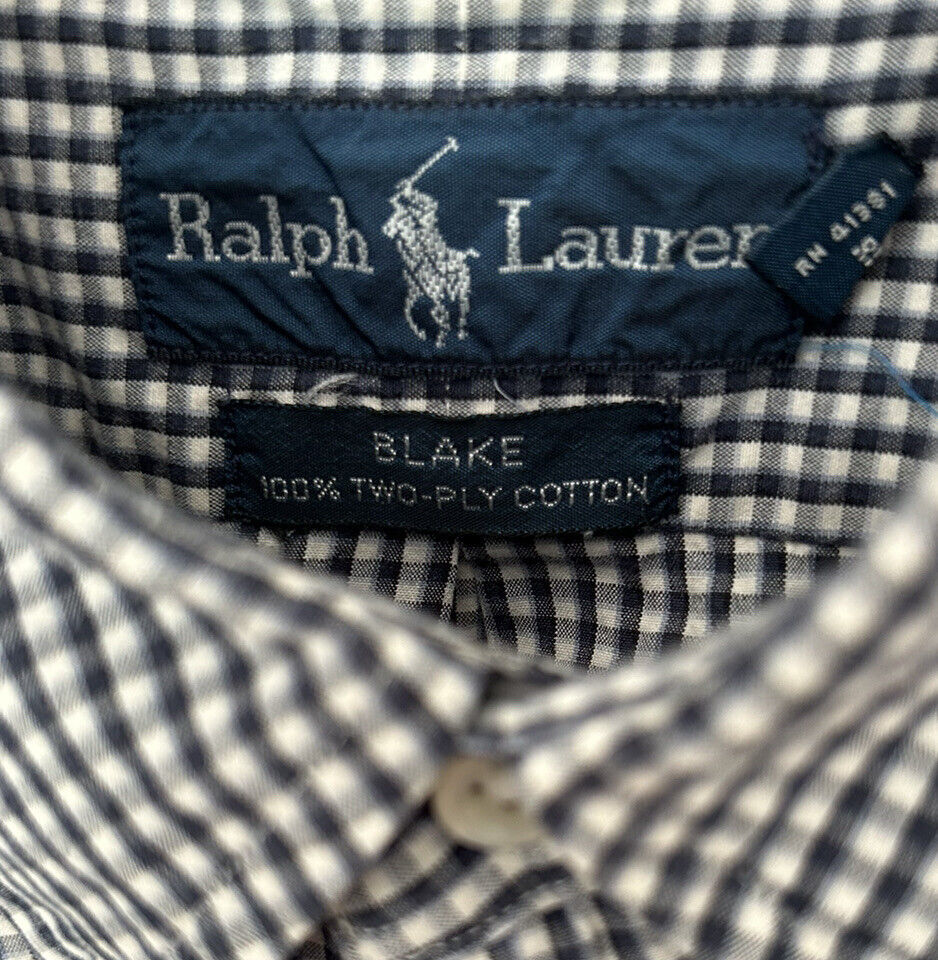 Ralph Lauren
RN 41381
BLAKE
100% TWO-PLY COTTON